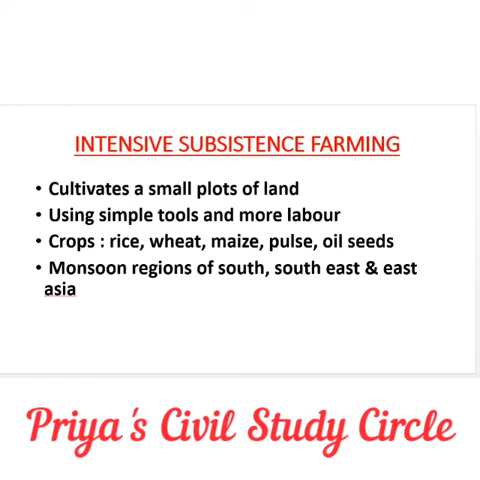 INTENSIVE SUBSISTENCE FARMING
• Cultivates a small plots of land
• Using simple tools and more labour
• Crops : rice, wheat, maize, pulse, oil seeds
• Monsoon regions of south, south east & east
asia
Priya's Civil Study Circle